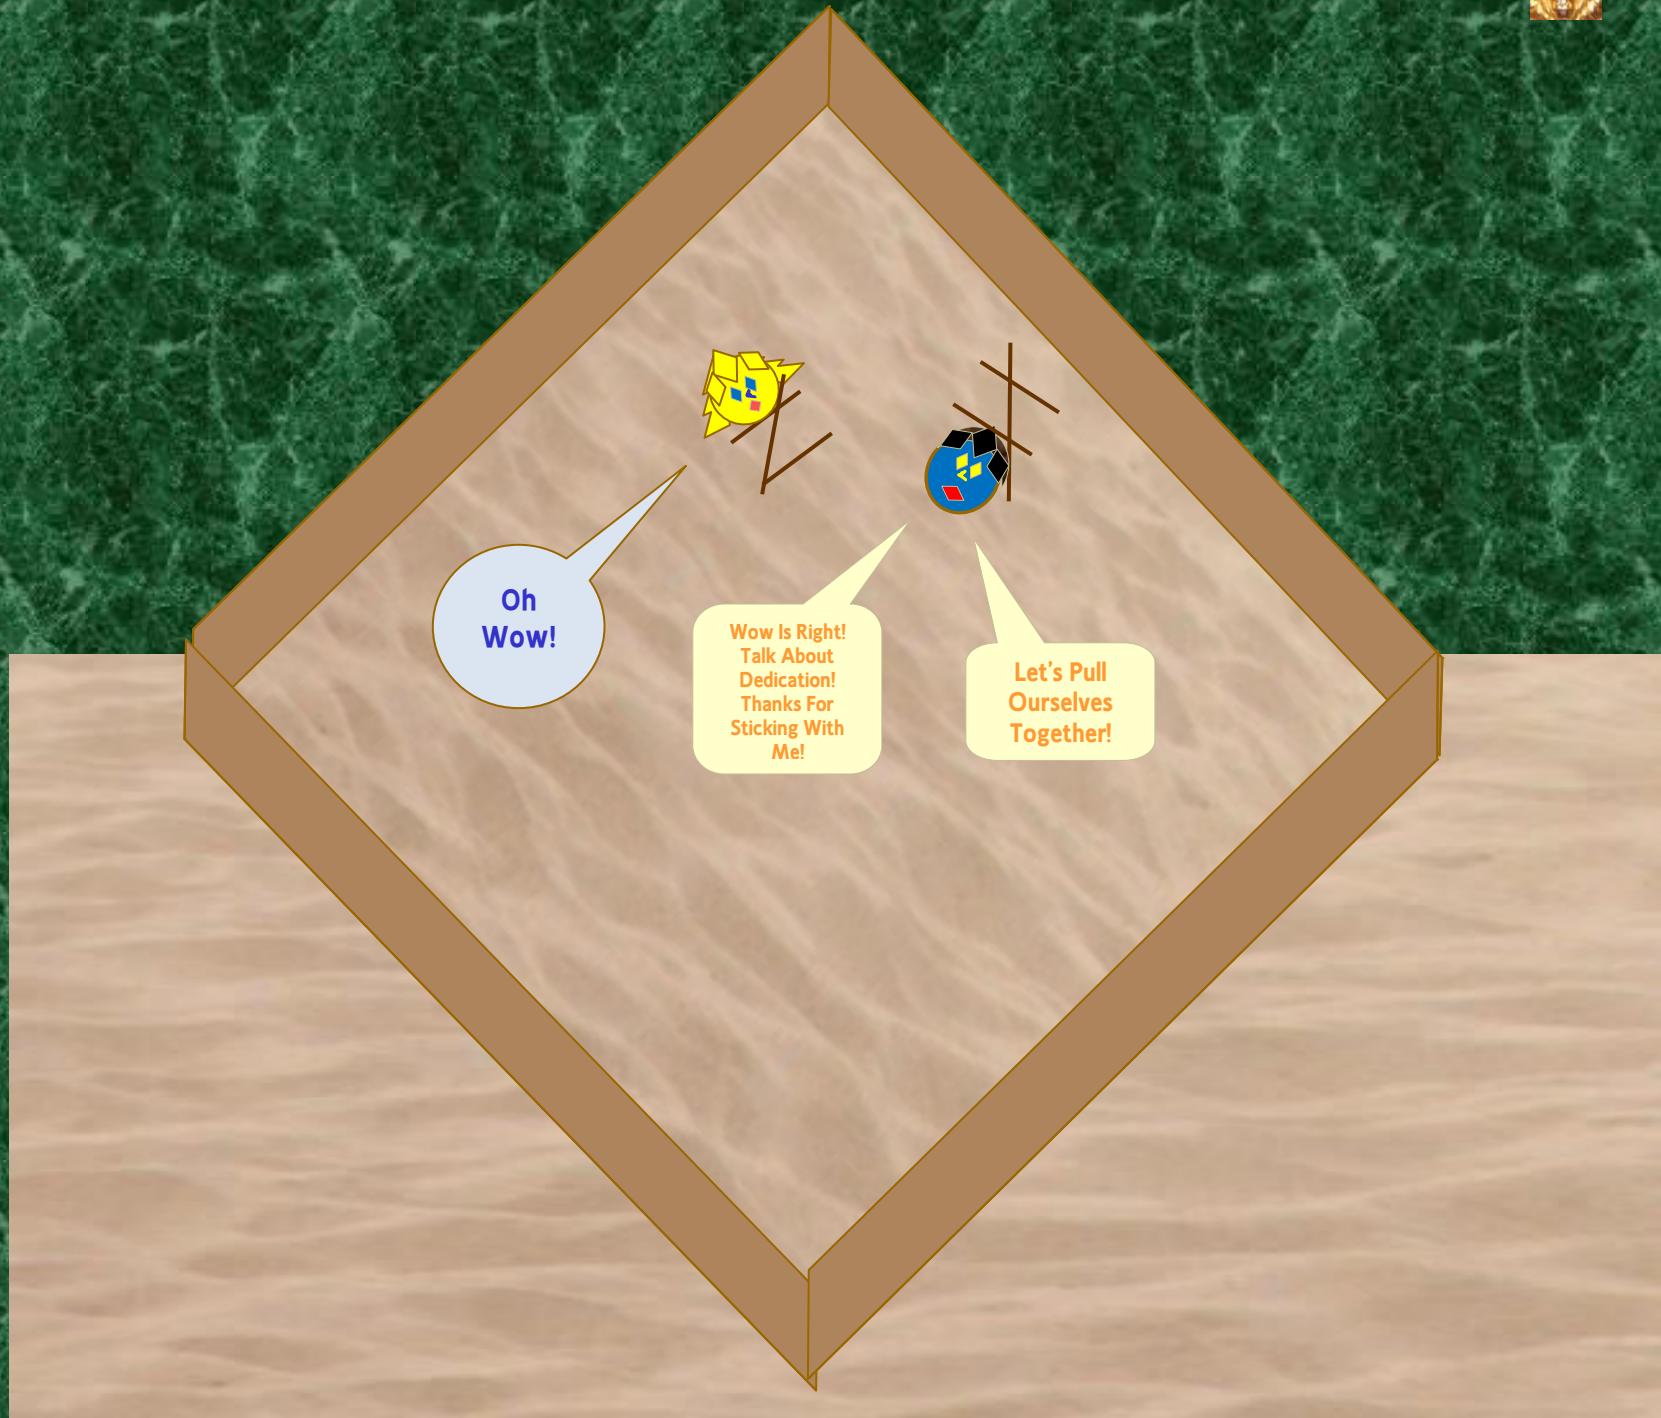 Oh
Wow!
Wow Is Right!
Talk About
Dedication!
Thanks For
Sticking With
Me!
Let's Pull
Ourselves
Together!